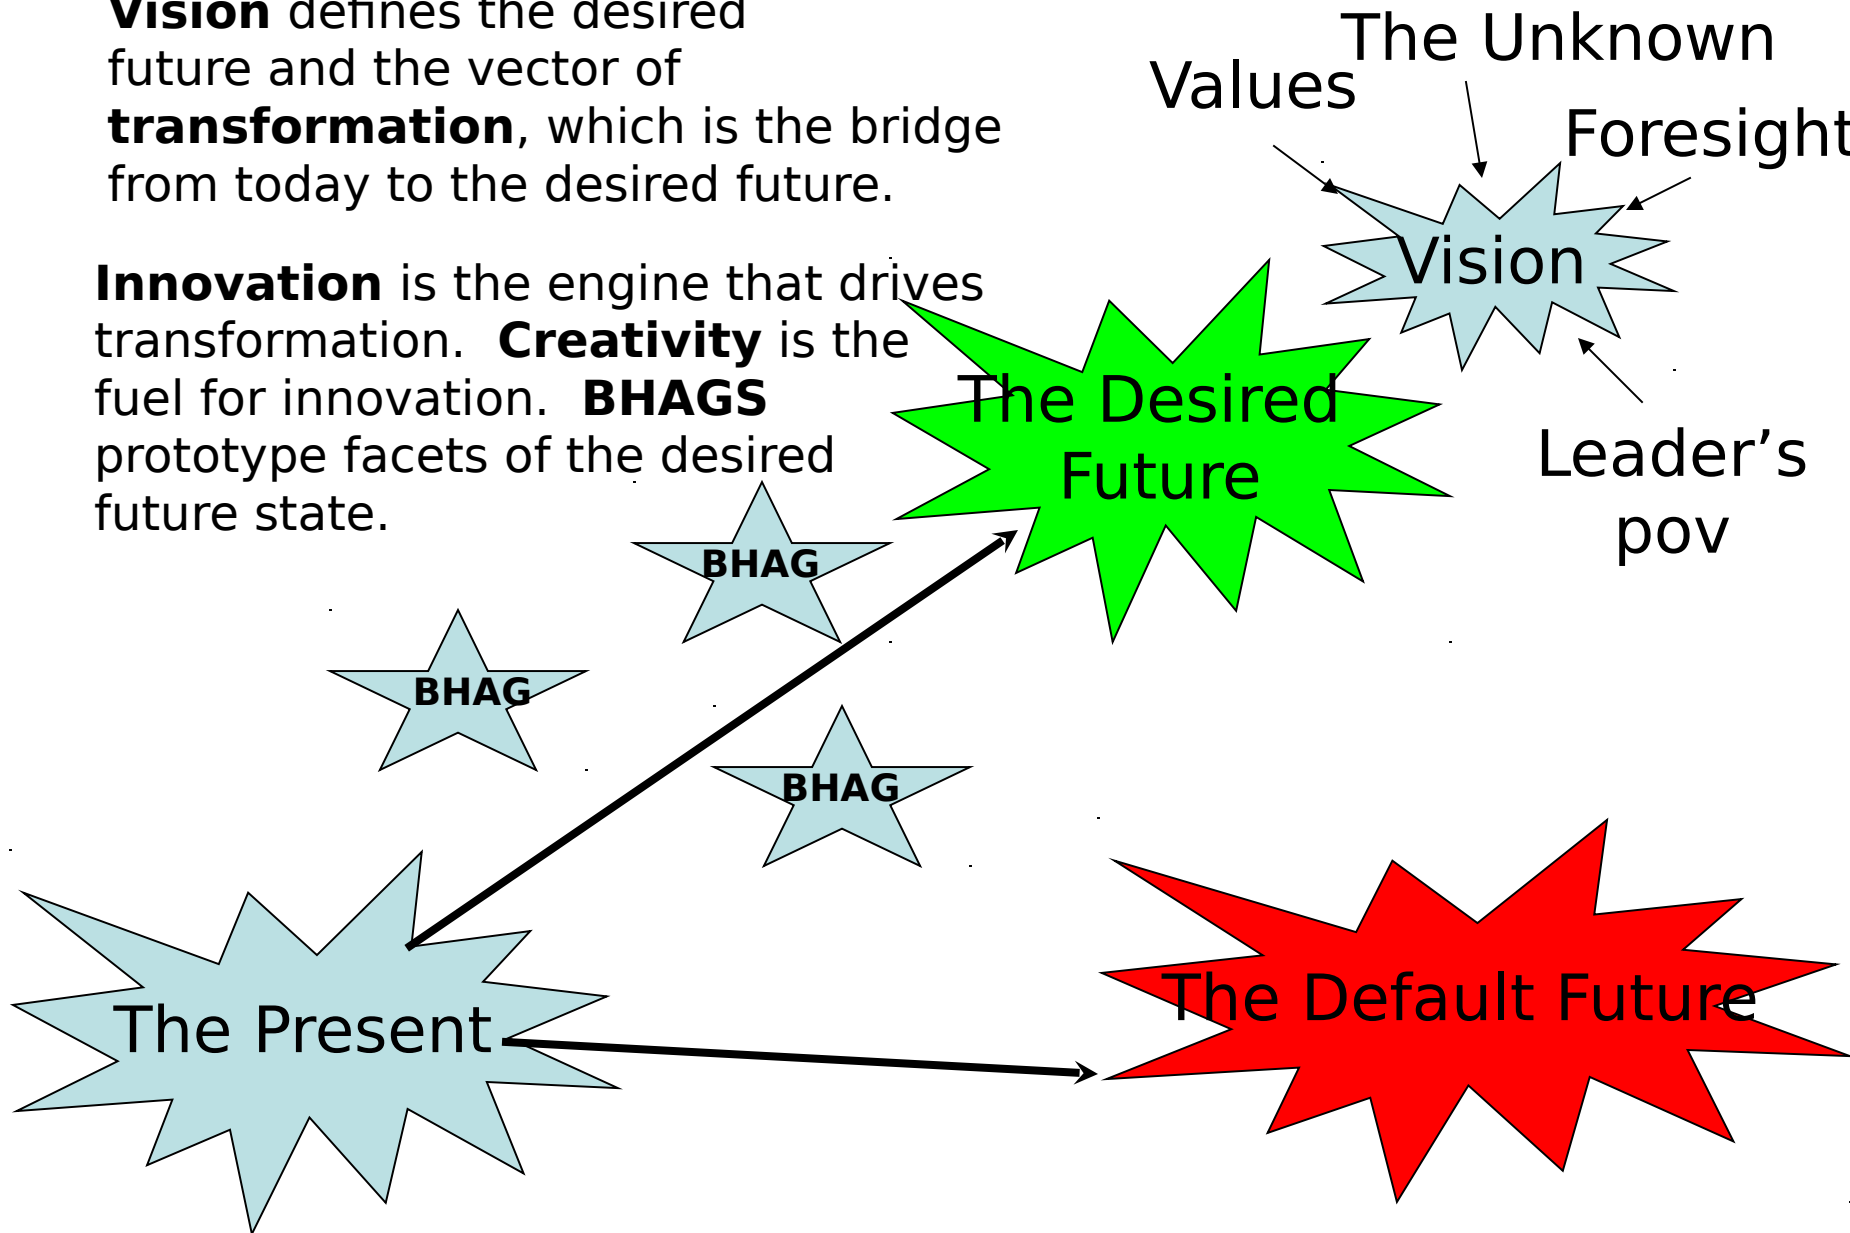 Vision defines the desired
future and the vector of
transformation, which is the bridge
from today to the desired future.
Innovation is the engine that drives
transformation.  Creativity is the
fuel for innovation.  BHAGS
prototype facets of the desired
future state.
The Unknown
Values
Foresight
Vision
The Desired
Future
Leader’s
pov
BHAG
BHAG
BHAG
The Present
The Default Future